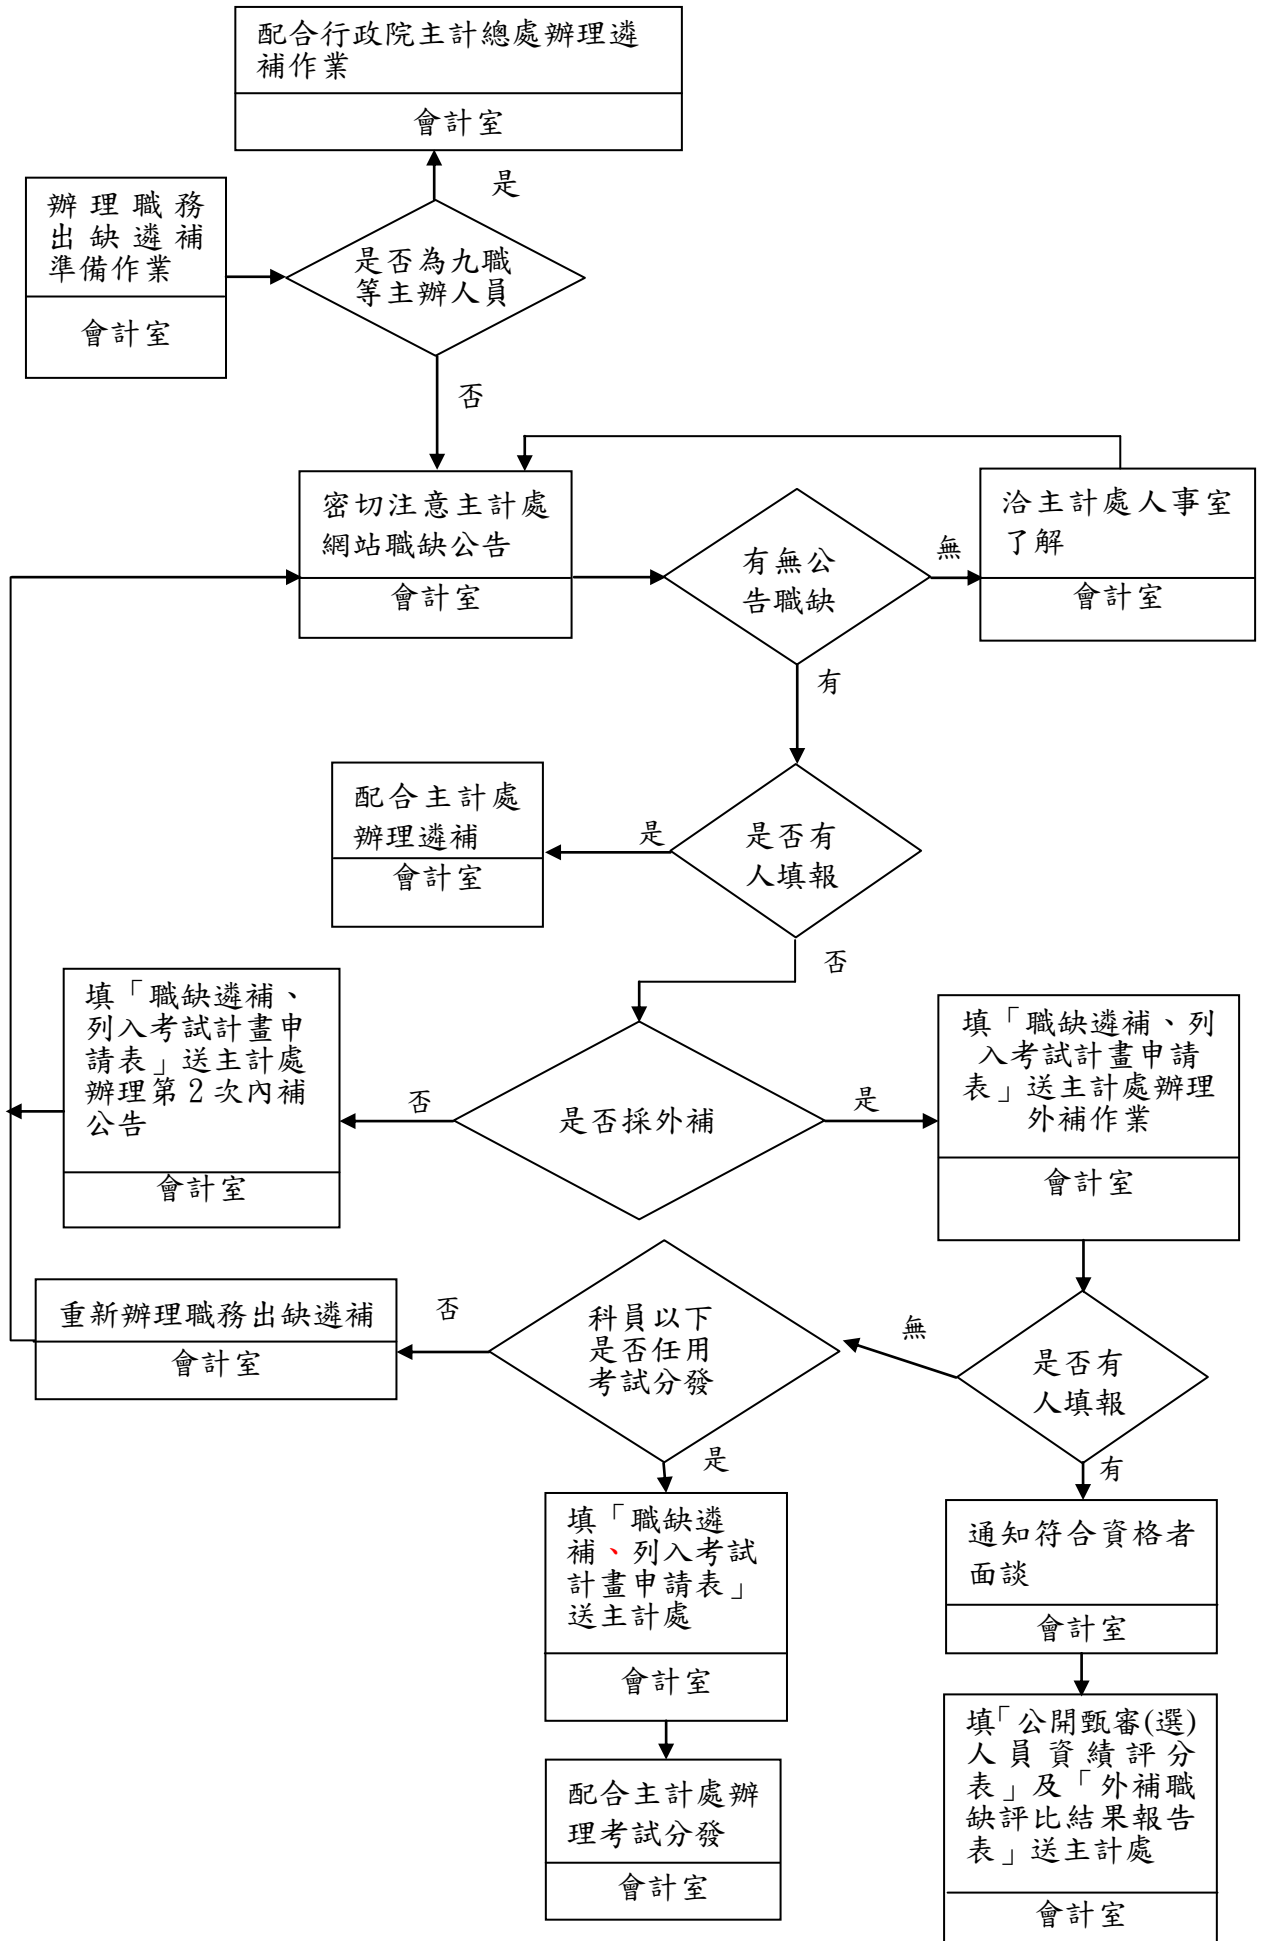 配合行政院主計總處辦理遴
補作業
會計室
是
辦理職務
出缺遴補
準備作業
會計室
是否為九職
等主辦人員
否
密切注意主計處
網站職缺公告
會計室
有無公
告職缺
無
洽主計處人事室
了解
會計室
有
配合主計處
辦理遴補
會計室
是
是否有
人填報
否
填「職缺遴補、
列入考試計畫申
請表」送主計處
辦理第2次內補
公告
會計室
否
是否採外補
是
填「職缺遴補、列
入考試計畫申請
表」送主計處辦理
外補作業
會計室
重新辦理職務出缺遴補
會計室
否
科員以下
是否任用
考試分發
無
是否有
人填報
是
有
填「職缺遴
補、列入考試
計畫申請表」
送主計處
會計室
通知符合資格者
面談
會計室
配合主計處辦
理考試分發
會計室
填「公開甄審(選)
人員資績評分
表」及「外補職
缺評比結果報告
表」送主計處
會計室